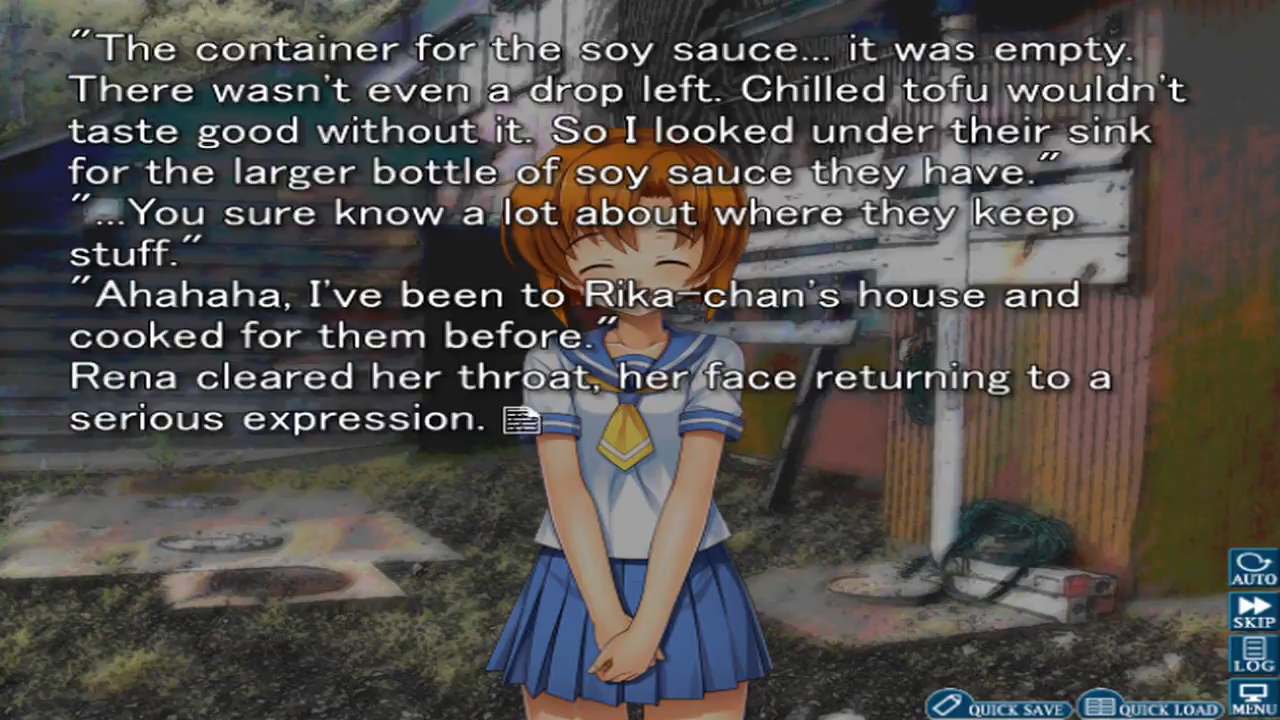 "The container for the soy sauce... it was empty.
There wasn't even a drop left. Chilled tofu wouldn't
taste good without it. So I looked under their sink
for the larger bottle of soy sauce they have."
"...You sure know a lot about where they keep
stuff."
"Ahahaha, I've been to Rika-chan's house and
cooked for them before."
Rena cleared her throat, her face returning to a
serious expression.
AUTO
SKIP
LOG
QUICK SAVE QUICK LOAD MENU